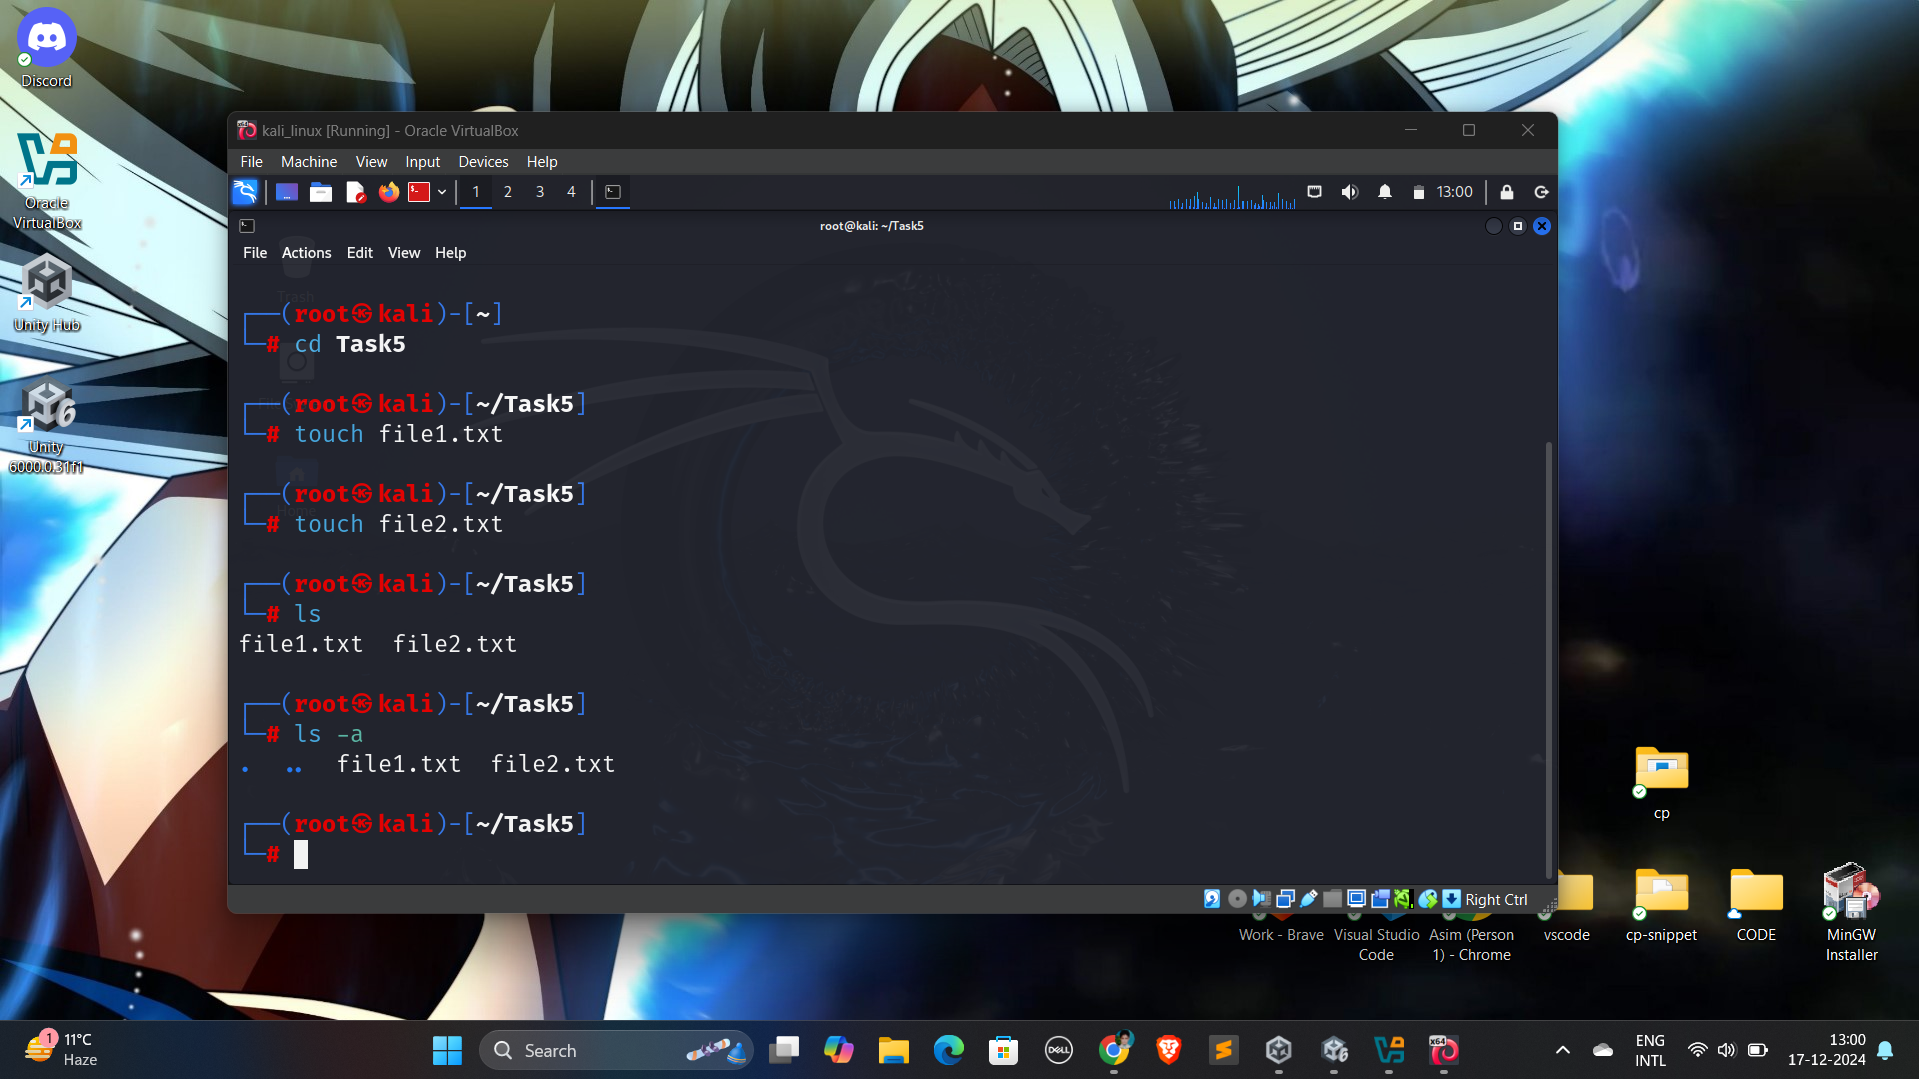 Discord
Oracle
VirtualBox
Unity Hub
Unity
6000.0.31f1
kali_linux [Running] - Oracle VirtualBox
File Machine View Input Devices Help
1 2 3 4
13:00
root@kali: ~/Task5
File Actions Edit View Help
Trash
┌──(root㉿kali)-[~]
└─# cd Task5
┌──(root㉿kali)-[~/Task5]
└─# touch file1.txt
┌──(root㉿kali)-[~/Task5]
└─# touch file2.txt
Home
┌──(root㉿kali)-[~/Task5]
└─# ls
file1.txt  file2.txt
┌──(root㉿kali)-[~/Task5]
└─# ls -a
.  ..  file1.txt  file2.txt
┌──(root㉿kali)-[~/Task5]
└─#
Right Ctrl
cp
Work - Brave
Visual Studio
Code
Asim (Person
1) - Chrome
vscode
cp-snippet
CODE
MinGW
Installer
1
11°C
Haze
Search
DELL
x64
ENG
INTL
13:00
17-12-2024